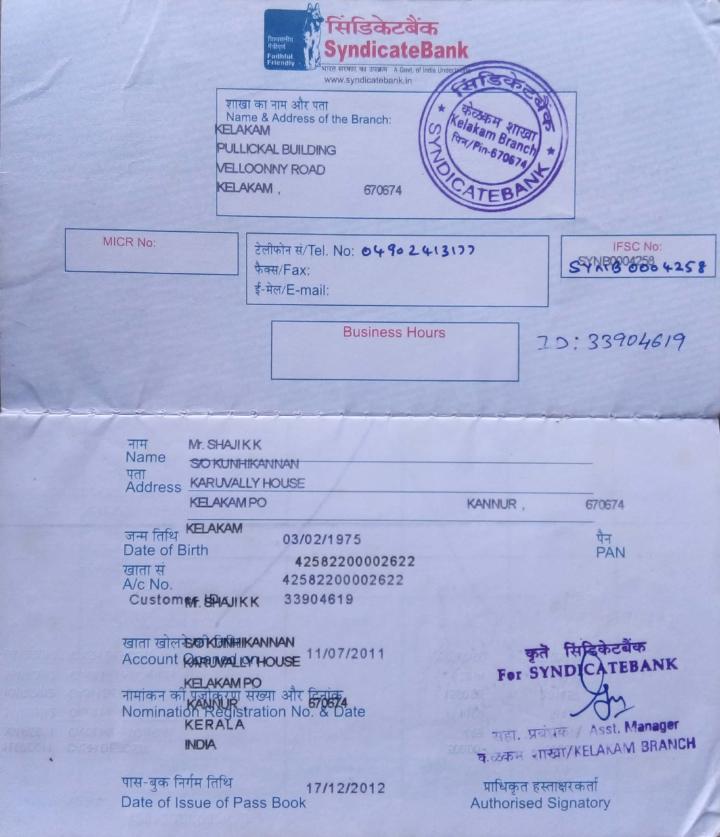 विश्वसनीय मैत्रीपूर्ण
Faithful Friendly
सिंडिकेटबैंक
SyndicateBank
भारत सरकार का उपक्रम A Govt. of India
www.syndicatebank.in
शाखा का नाम और पता
Name & Address of the Branch:
KELAKAM
PULLICKAL BUILDING
VELLOONNY ROAD
KELAKAM , 670674
सिंडिकेटबैंक
केळकम शाखा
Kelakam Branch
पिन/Pin-670674
SYNDICATEBANK
MICR No:
टेलीफोन सं/Tel. No: 04902413177
फैक्स/Fax:
ई-मेल/E-mail:
IFSC No:
SYNB0004258
SYNB0004258
Business Hours
ID: 33904619
नाम Mr. SHAJI K K
Name S/O KUNHIKANNAN
पता
Address KARUVALLY HOUSE
KELAKAM PO KANNUR , 670674
KELAKAM
जन्म तिथि 03/02/1975 पैन
Date of Birth PAN
खाता सं 42582200002622
A/c No. 42582200002622
Customer ID Mr. SHAJI K K 33904619
खाता खोलने की तिथि S/O KUNHIKANNAN
Account Opened on KARUVALLY HOUSE 11/07/2011
KELAKAM PO
नामांकन की पंजीकरण संख्या और दिनांक
KANNUR , 670674
Nomination Registration No. & Date
KERALA
INDIA
कृते सिंडिकेटबैंक
For SYNDICATEBANK
सहा. प्रबंधक / Asst. Manager
केळकम शाखा/KELAKAM BRANCH
पास-बुक निर्गम तिथि 17/12/2012 प्राधिकृत हस्ताक्षरकर्ता
Date of Issue of Pass Book Authorised Signatory